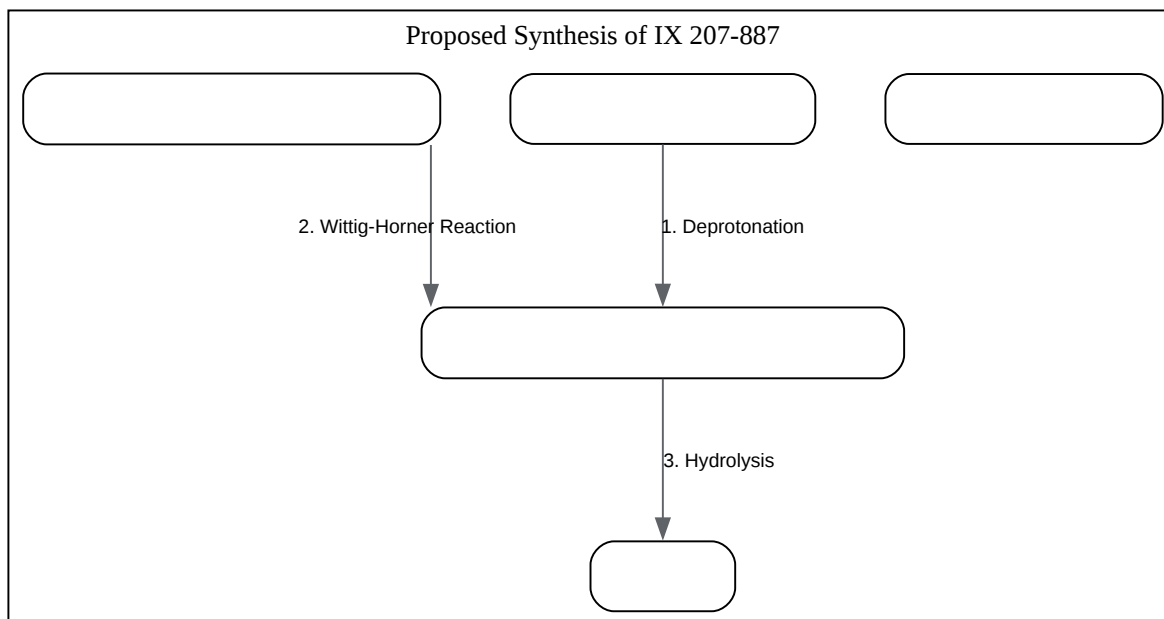 Proposed Synthesis of IX 207-887
2. Wittig-Horner Reaction
1. Deprotonation
3. Hydrolysis